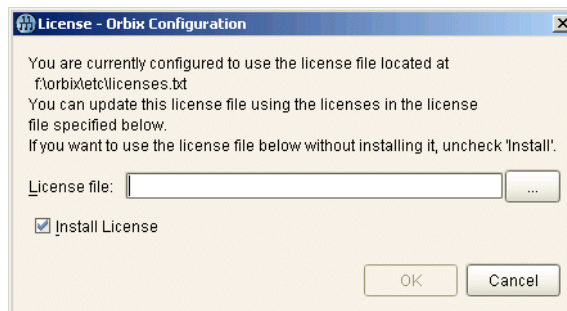 License - Orbix Configuration
You are currently configured to use the license file located at
f:\orbix\etc\licenses.txt
You can update this license file using the licenses in the license
file specified below.
If you want to use the license file below without installing it, uncheck 'Install'.
License file:
...
Install License
OK
Cancel